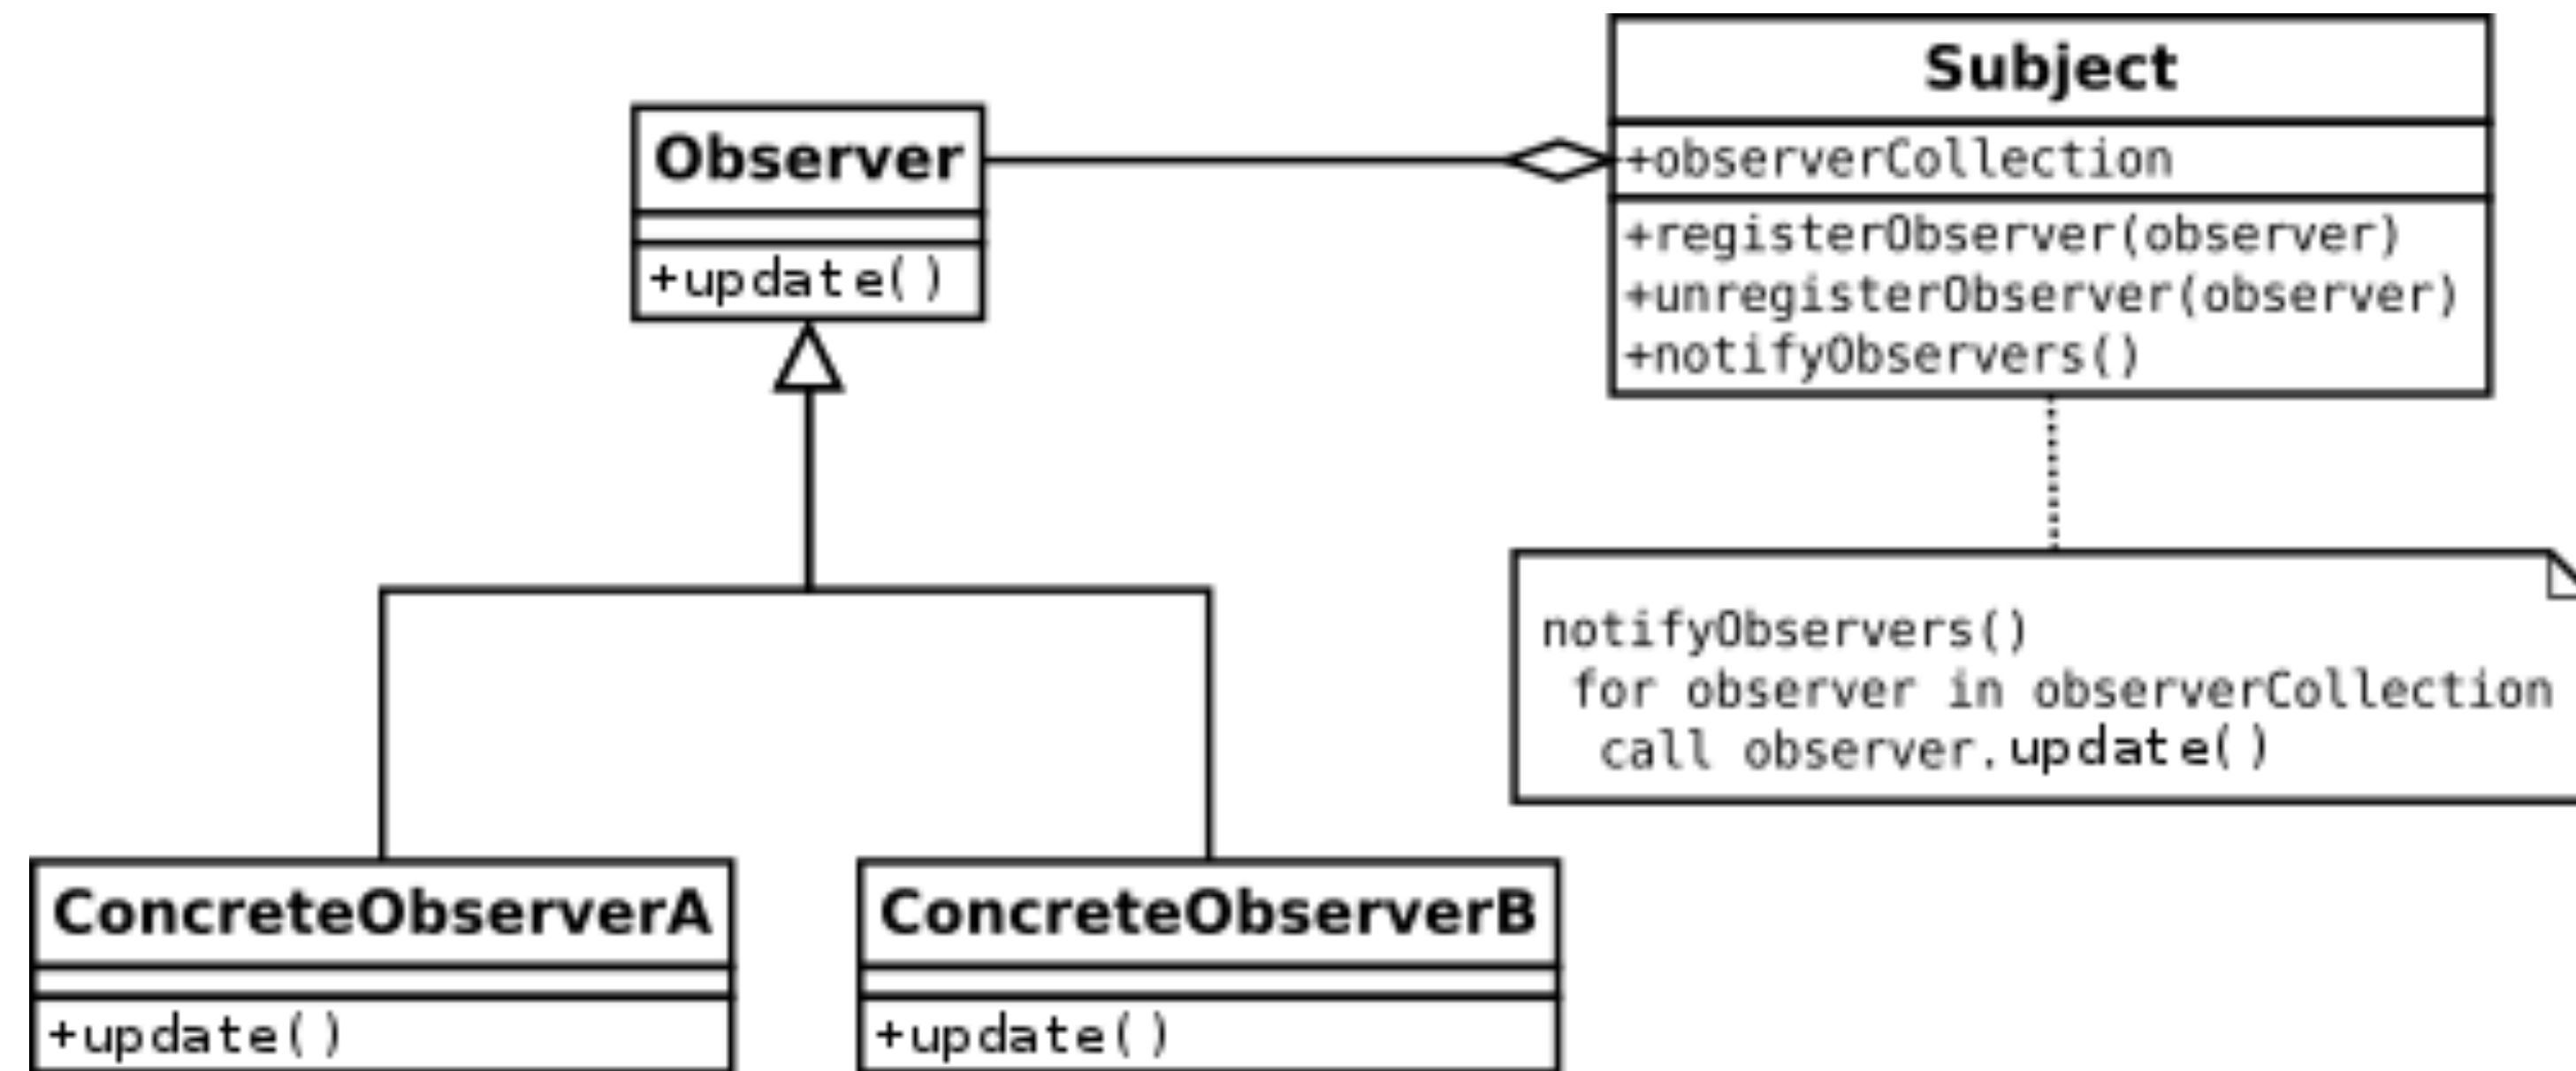 Subject
+observerCollection
+registerObserver(observer)
+unregisterObserver(observer)
+notifyObservers()
Observer
+update()
notifyObservers()
for observer in observerCollection
call observer.update()
ConcreteObserverA
+update()
ConcreteObserverB
+update()